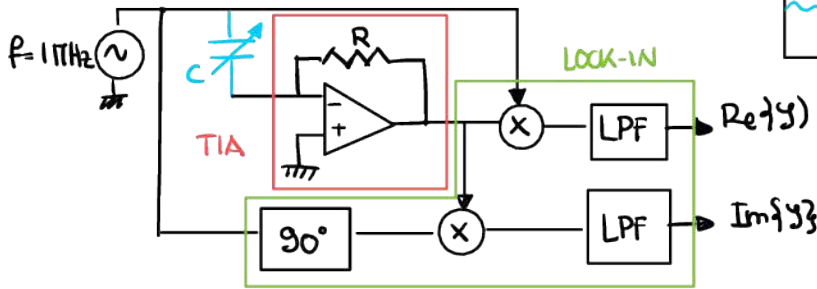 R
LOCK-IN
f=1MHz
C
-
+
TIA
X
LPF
Re{Y}
90°
X
LPF
Im{Y}